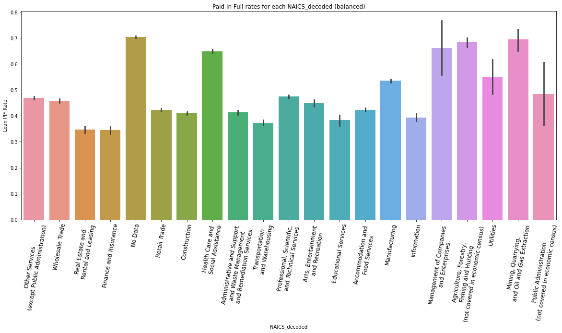 Paid in Full rates for each NAICS_decoded (balanced)
0.8
0.7
0.6
0.5
0.4
0.3
0.2
0.1
0.0
Loan PIF Rate
Other Services
(except Public Administration)
Wholesale Trade
Real Estate and
Rental and Leasing
Finance and Insurance
No Data
Retail Trade
Construction
Health Care and
Social Assistance
Administrative and Support
and Waste Management
and Remediation Services
Transportation
and Warehousing
Professional, Scientific,
and Technical Services
Arts, Entertainment
and Recreation
Educational Services
Accommodation and
Food Services
Manufacturing
Information
Management of Companies
and Enterprises
Agriculture, Forestry,
Fishing and Hunting
(not covered in economic census)
Utilities
Mining, Quarrying,
and Oil and Gas Extraction
Public Administration
(not covered in economic census)
NAICS_decoded